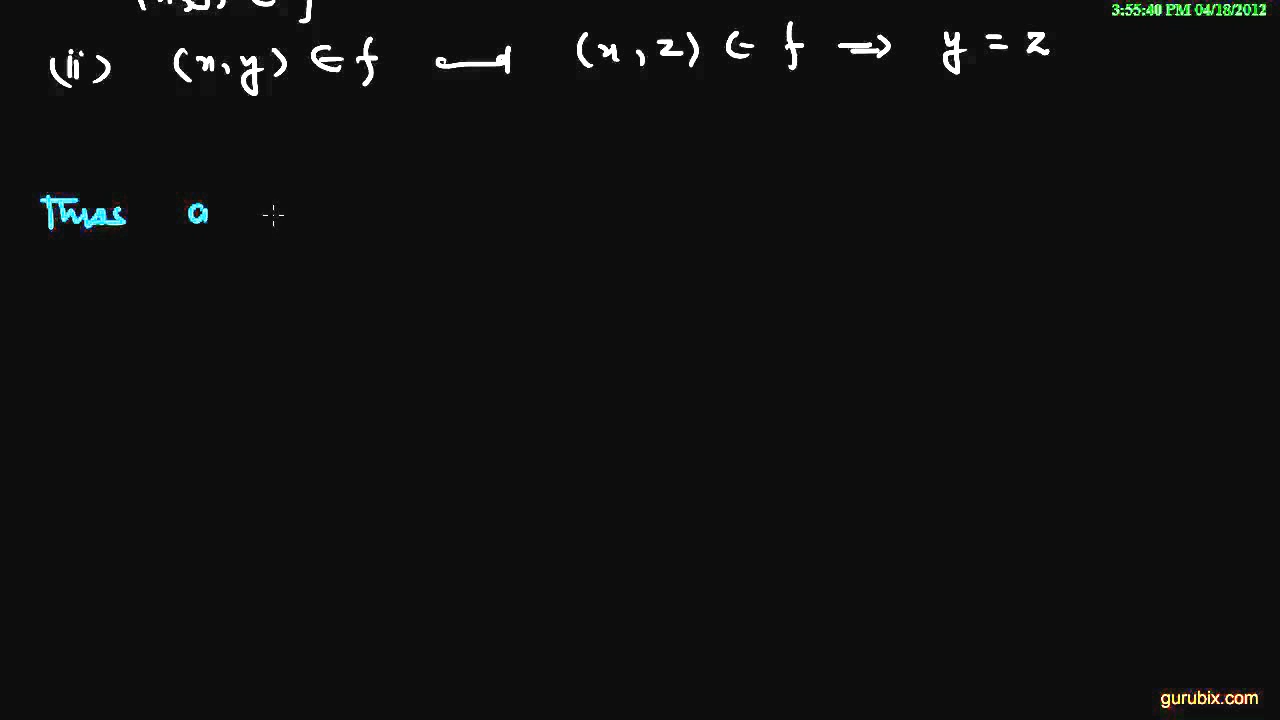 3:55:40 PM 04/18/2012
(ii) (x, y) ∈ f and (x, z) ∈ f ⇒ y = z
Thus a
gurubix.com